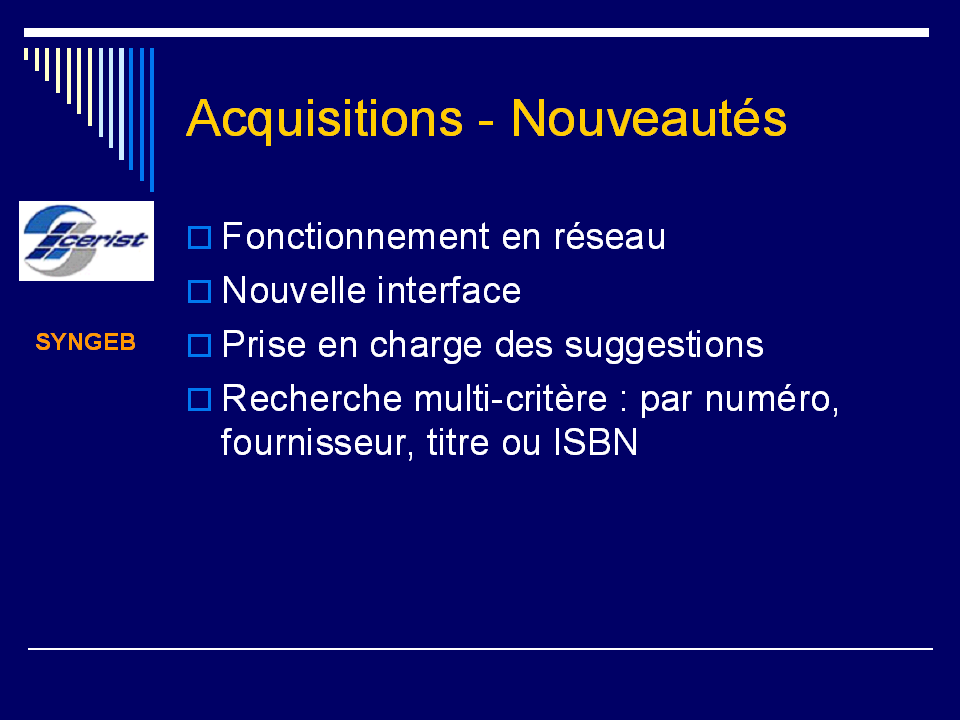 Acquisitions - Nouveautés
cerist
SYNGEB
Fonctionnement en réseau
Nouvelle interface
Prise en charge des suggestions
Recherche multi-critère : par numéro,
fournisseur, titre ou ISBN